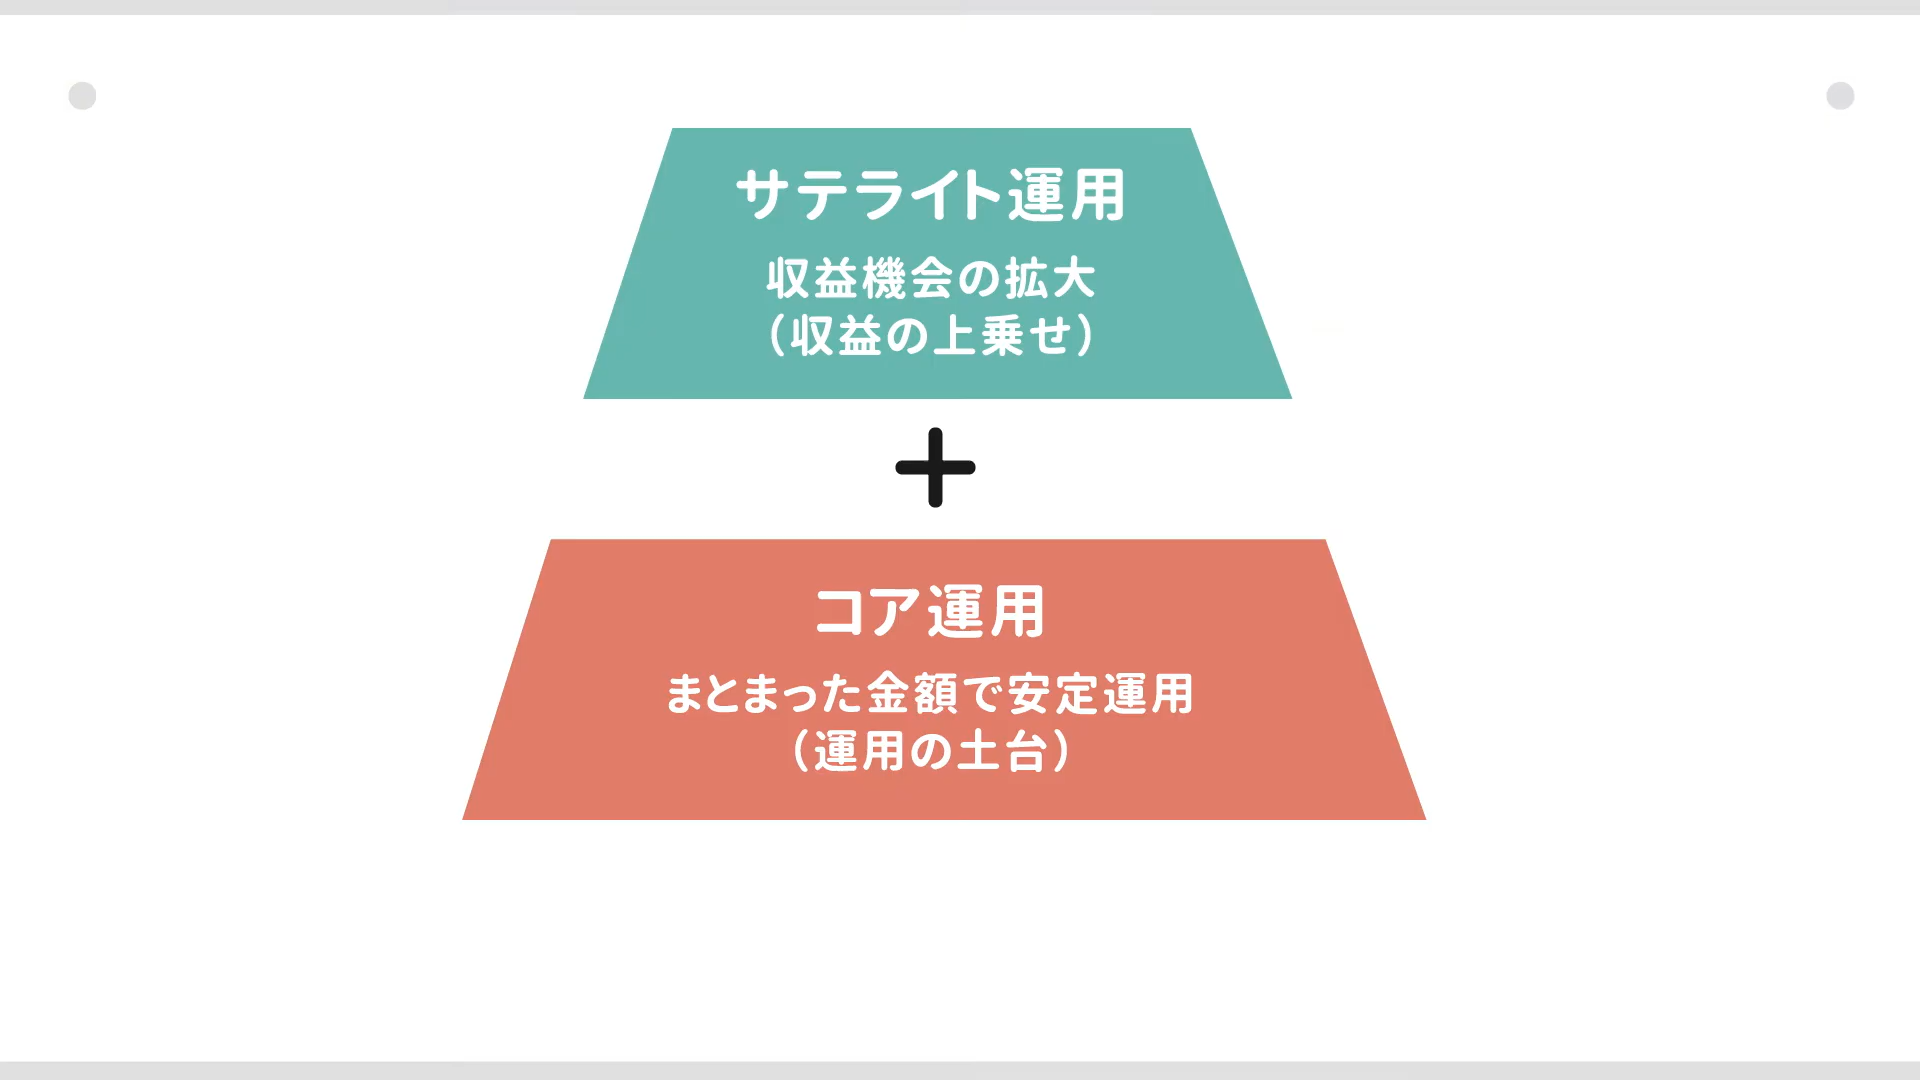 サテライト運用
収益機会の拡大
（収益の上乗せ）
+
コア運用
まとまった金額で安定運用
（運用の土台）